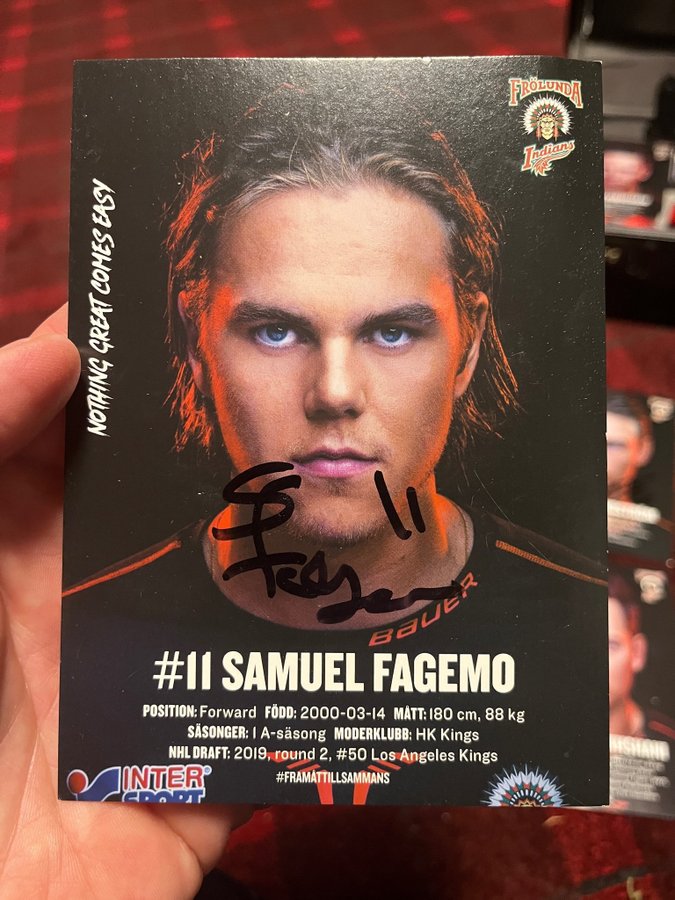 FRÖLUNDA
Indians
NOTHING GREAT COMES EASY
11
BAUER
#11 SAMUEL FAGEMO
POSITION: Forward FÖDD: 2000-03-14 MÅTT: 180 cm, 88 kg
SÄSONGER: 1 A-säsong MODERKLUBB: HK Kings
NHL DRAFT: 2019, round 2, #50 Los Angeles Kings
#FRAMÅTTILLSAMMANS
INTER
SPORT